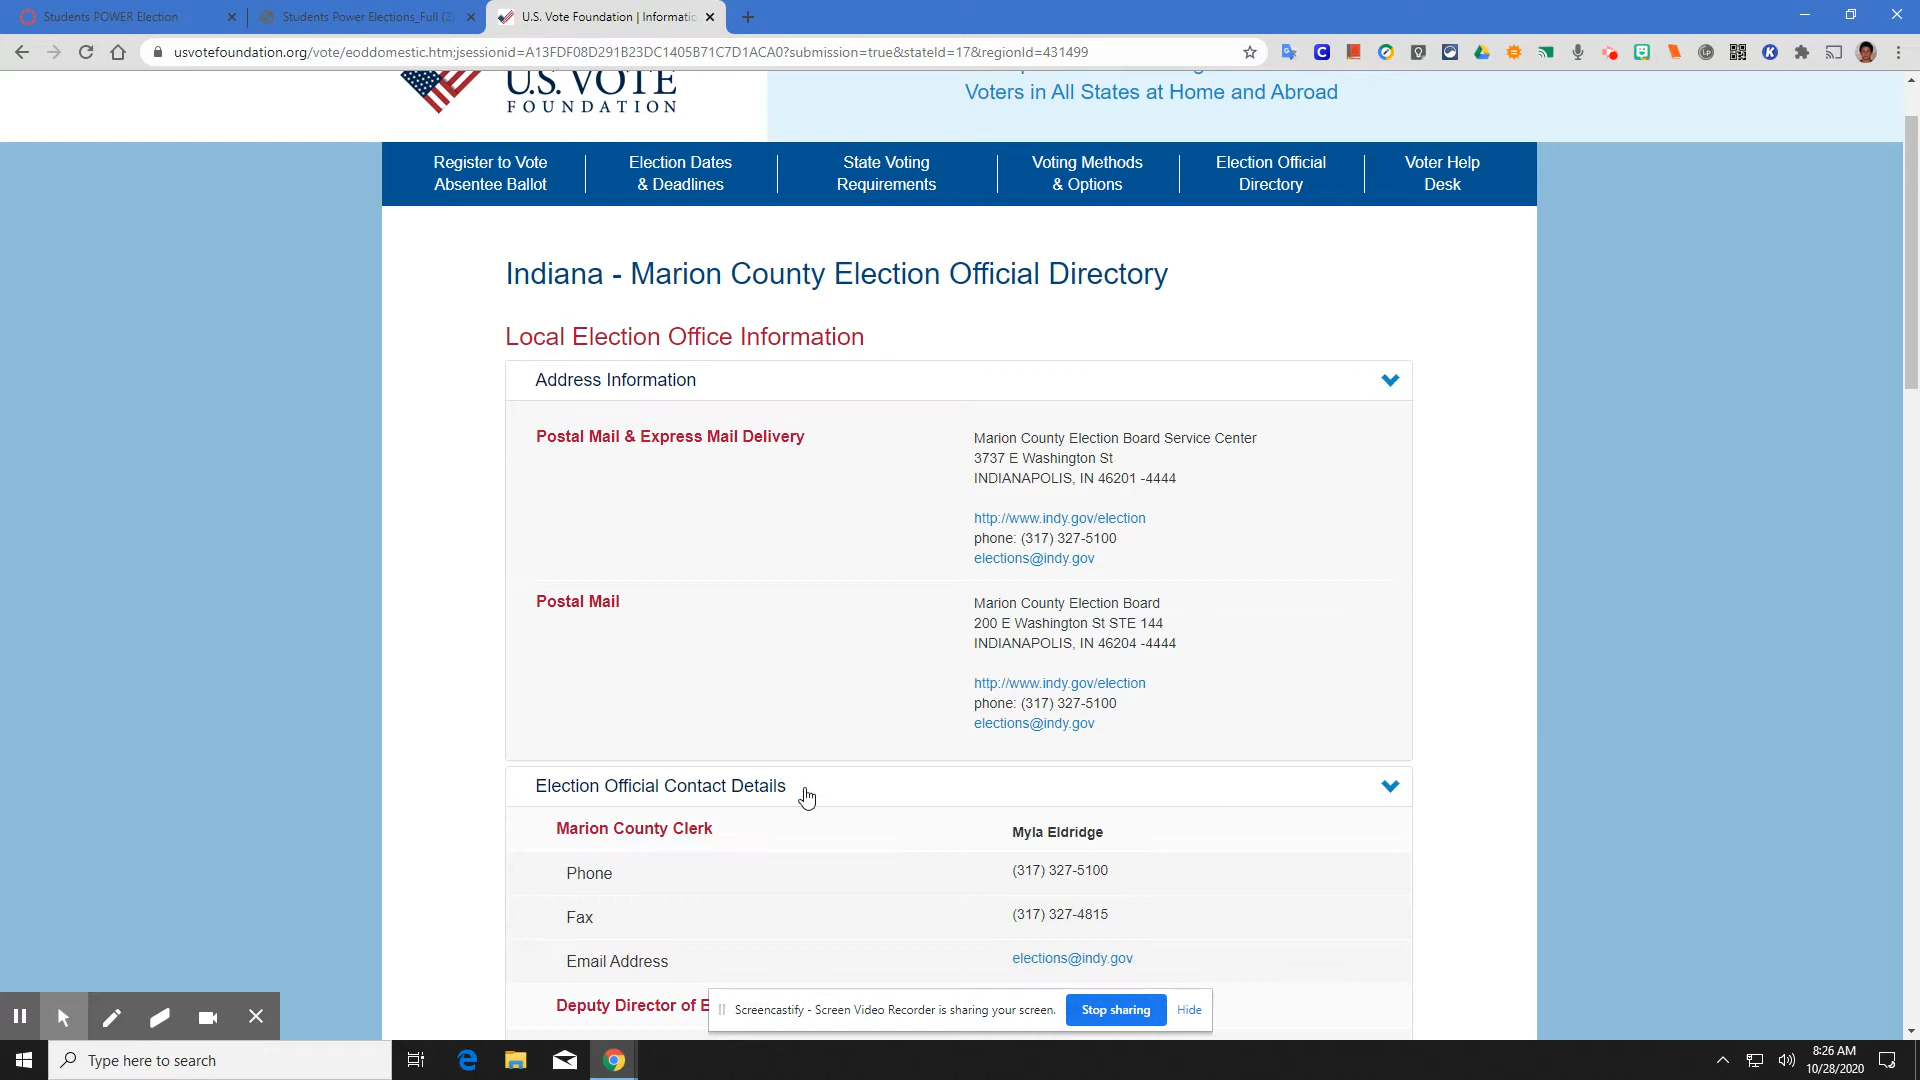 Students POWER Election
Students Power Elections_Full (2)
U.S. Vote Foundation | Informatio
usvotefoundation.org/vote/eoddomestic.htm;jsessionid=A13FDF08D291B23DC1405B71C7D1ACA0?submission=true&stateId=17&regionId=431499
U.S. VOTE
FOUNDATION
Voters in All States at Home and Abroad
Register to Vote
Absentee Ballot
Election Dates
& Deadlines
State Voting
Requirements
Voting Methods
& Options
Election Official
Directory
Voter Help
Desk
Indiana - Marion County Election Official Directory
Local Election Office Information
Address Information
Postal Mail & Express Mail Delivery
Marion County Election Board Service Center
3737 E Washington St
INDIANAPOLIS, IN 46201 -4444
http://www.indy.gov/election
phone: (317) 327-5100
elections@indy.gov
Postal Mail
Marion County Election Board
200 E Washington St STE 144
INDIANAPOLIS, IN 46204 -4444
http://www.indy.gov/election
phone: (317) 327-5100
elections@indy.gov
Election Official Contact Details
Marion County Clerk
Myla Eldridge
Phone
(317) 327-5100
Fax
(317) 327-4815
Email Address
elections@indy.gov
Deputy Director of E
Screencastify - Screen Video Recorder is sharing your screen.
Stop sharing
Hide
Type here to search
8:26 AM
10/28/2020